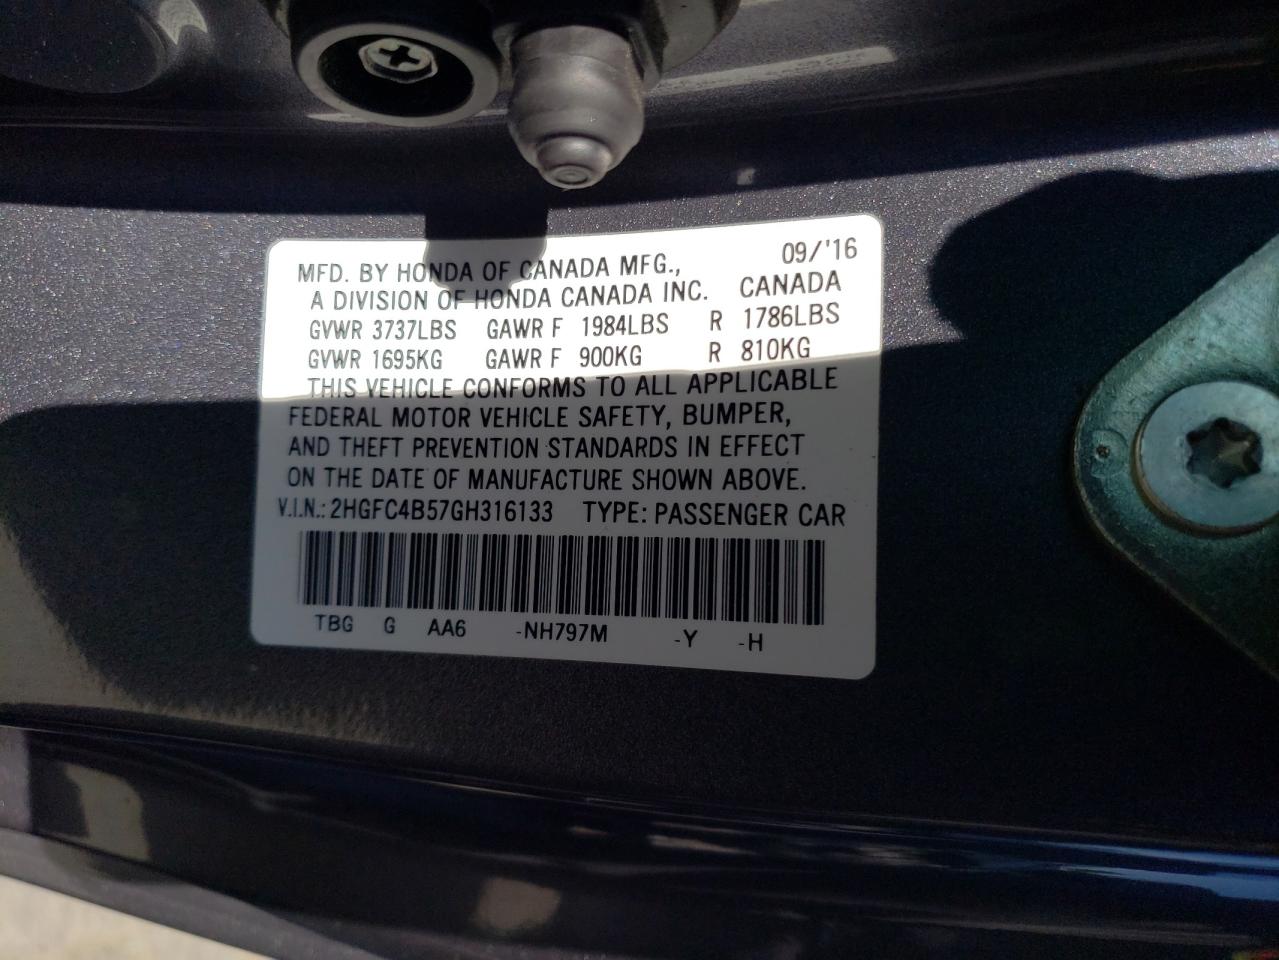 09/'16
MFD. BY HONDA OF CANADA MFG.,
A DIVISION OF HONDA CANADA INC. CANADA
GVWR 3737LBS GAWR F 1984LBS R 1786LBS
GVWR 1695KG GAWR F 900KG R 810KG
THIS VEHICLE CONFORMS TO ALL APPLICABLE
FEDERAL MOTOR VEHICLE SAFETY, BUMPER,
AND THEFT PREVENTION STANDARDS IN EFFECT
ON THE DATE OF MANUFACTURE SHOWN ABOVE.
V.I.N.: 2HGFC4B57GH316133 TYPE: PASSENGER CAR
TBG G AA6 -NH797M -Y -H